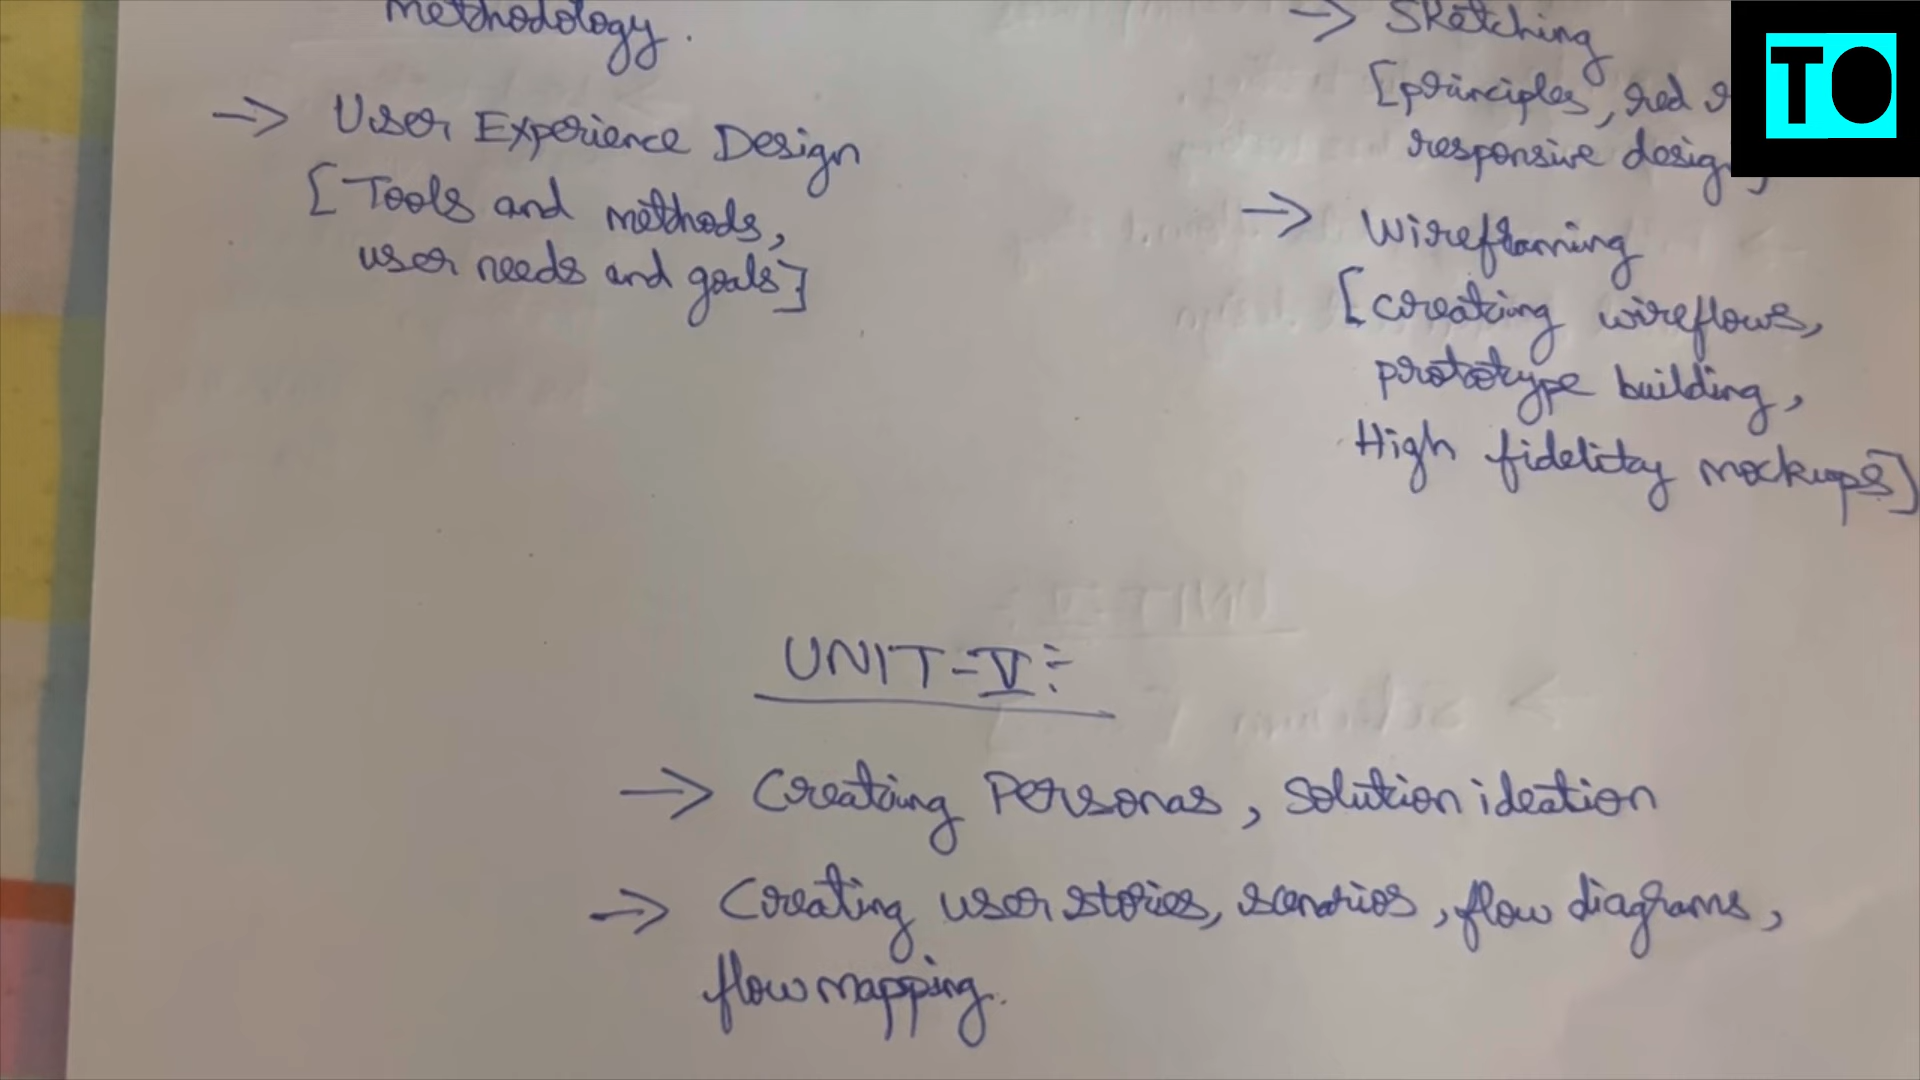 methodology.
→ User Experience Design
[Tools and methods,
user needs and goals]
→ Sketching
[principles, red
responsive design,
→ Wireframing
[creating wireflows,
prototype building,
High fidelity mockups]
UNIT-V:
→ Creating Personas, solution ideation
→ Creating user stories, scenarios, flow diagrams,
flow mapping.
TO